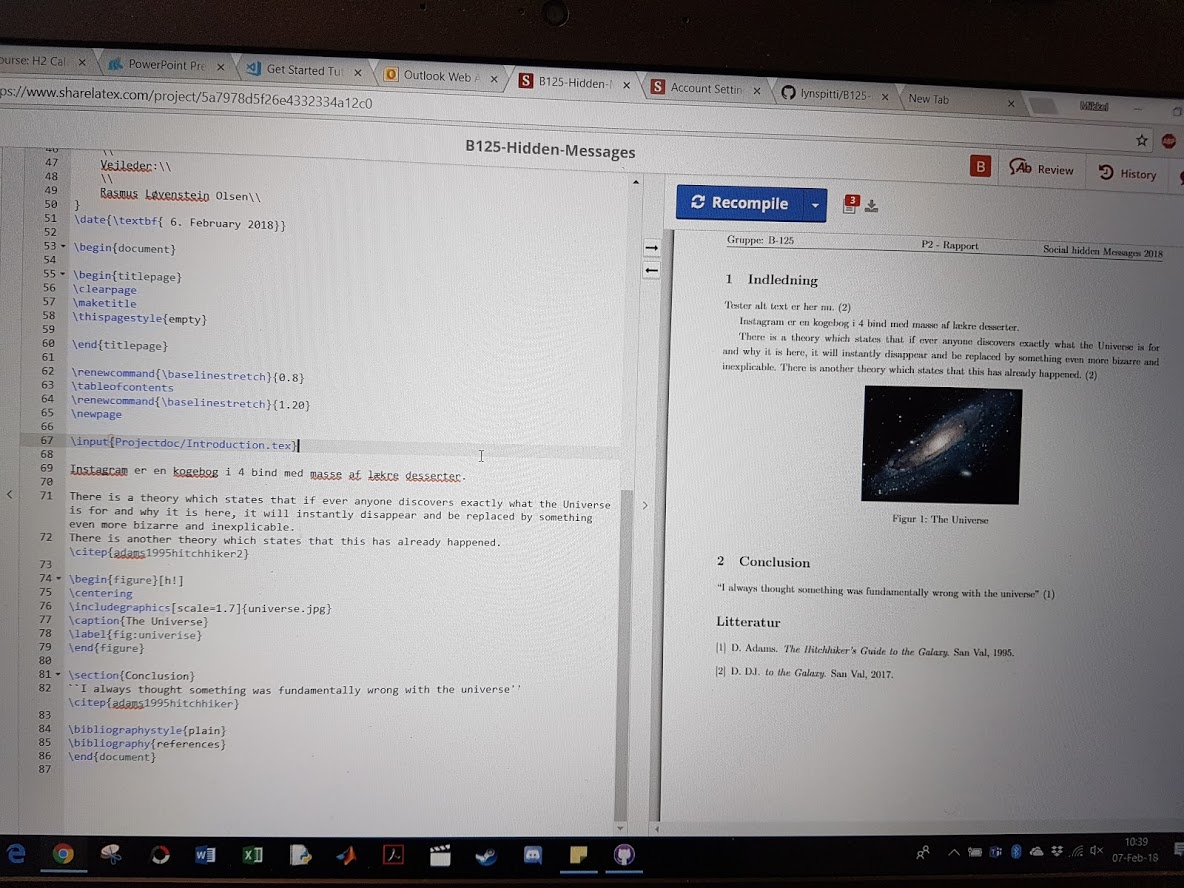 ourse: H2 Cal
PowerPoint Pre
Get Started Tut
Outlook Web A
B125-Hidden-
Account Settin
lynspitti/B125-
New Tab
Mikkel
ps://www.sharelatex.com/project/5a7978d5f26e4332334a12c0
B125-Hidden-Messages
B
Review
History
46 \\
47 Vejleder:\\
48 \\
49 Rasmus Løvenstein Olsen\\
50 }
51 \date{\textbf{ 6. February 2018}}
52
53 \begin{document}
54
55 \begin{titlepage}
56 \clearpage
57 \maketitle
58 \thispagestyle{empty}
59
60 \end{titlepage}
61
62 \renewcommand{\baselinestretch}{0.8}
63 \tableofcontents
64 \renewcommand{\baselinestretch}{1.20}
65 \newpage
66
67 \input{Projectdoc/Introduction.tex}
68
69 Instagram er en kogebog i 4 bind med masse af lækre desserter.
70
71 There is a theory which states that if ever anyone discovers exactly what the Universe
is for and why it is here, it will instantly disappear and be replaced by something
even more bizarre and inexplicable.
72 There is another theory which states that this has already happened.
\citep{adams1995hitchhiker2}
73
74 \begin{figure}[h!]
75 \centering
76 \includegraphics[scale=1.7]{universe.jpg}
77 \caption{The Universe}
78 \label{fig:univerise}
79 \end{figure}
80
81 \section{Conclusion}
82 ``I always thought something was fundamentally wrong with the universe''
\citep{adams1995hitchhiker}
83
84 \bibliographystyle{plain}
85 \bibliography{references}
86 \end{document}
87
Recompile
3
Gruppe: B-125 P2 - Rapport Social hidden Messages 2018
1 Indledning
Tester alt text er her nu. (2)
Instagram er en kogebog i 4 bind med masse af lækre desserter.
There is a theory which states that if ever anyone discovers exactly what the Universe is for
and why it is here, it will instantly disappear and be replaced by something even more bizarre and
inexplicable. There is another theory which states that this has already happened. (2)
Figur 1: The Universe
2 Conclusion
“I always thought something was fundamentally wrong with the universe” (1)
Litteratur
[1] D. Adams. The Hitchhiker's Guide to the Galaxy. San Val, 1995.
[2] D. D.I. to the Galaxy. San Val, 2017.
10:39
07-Feb-18